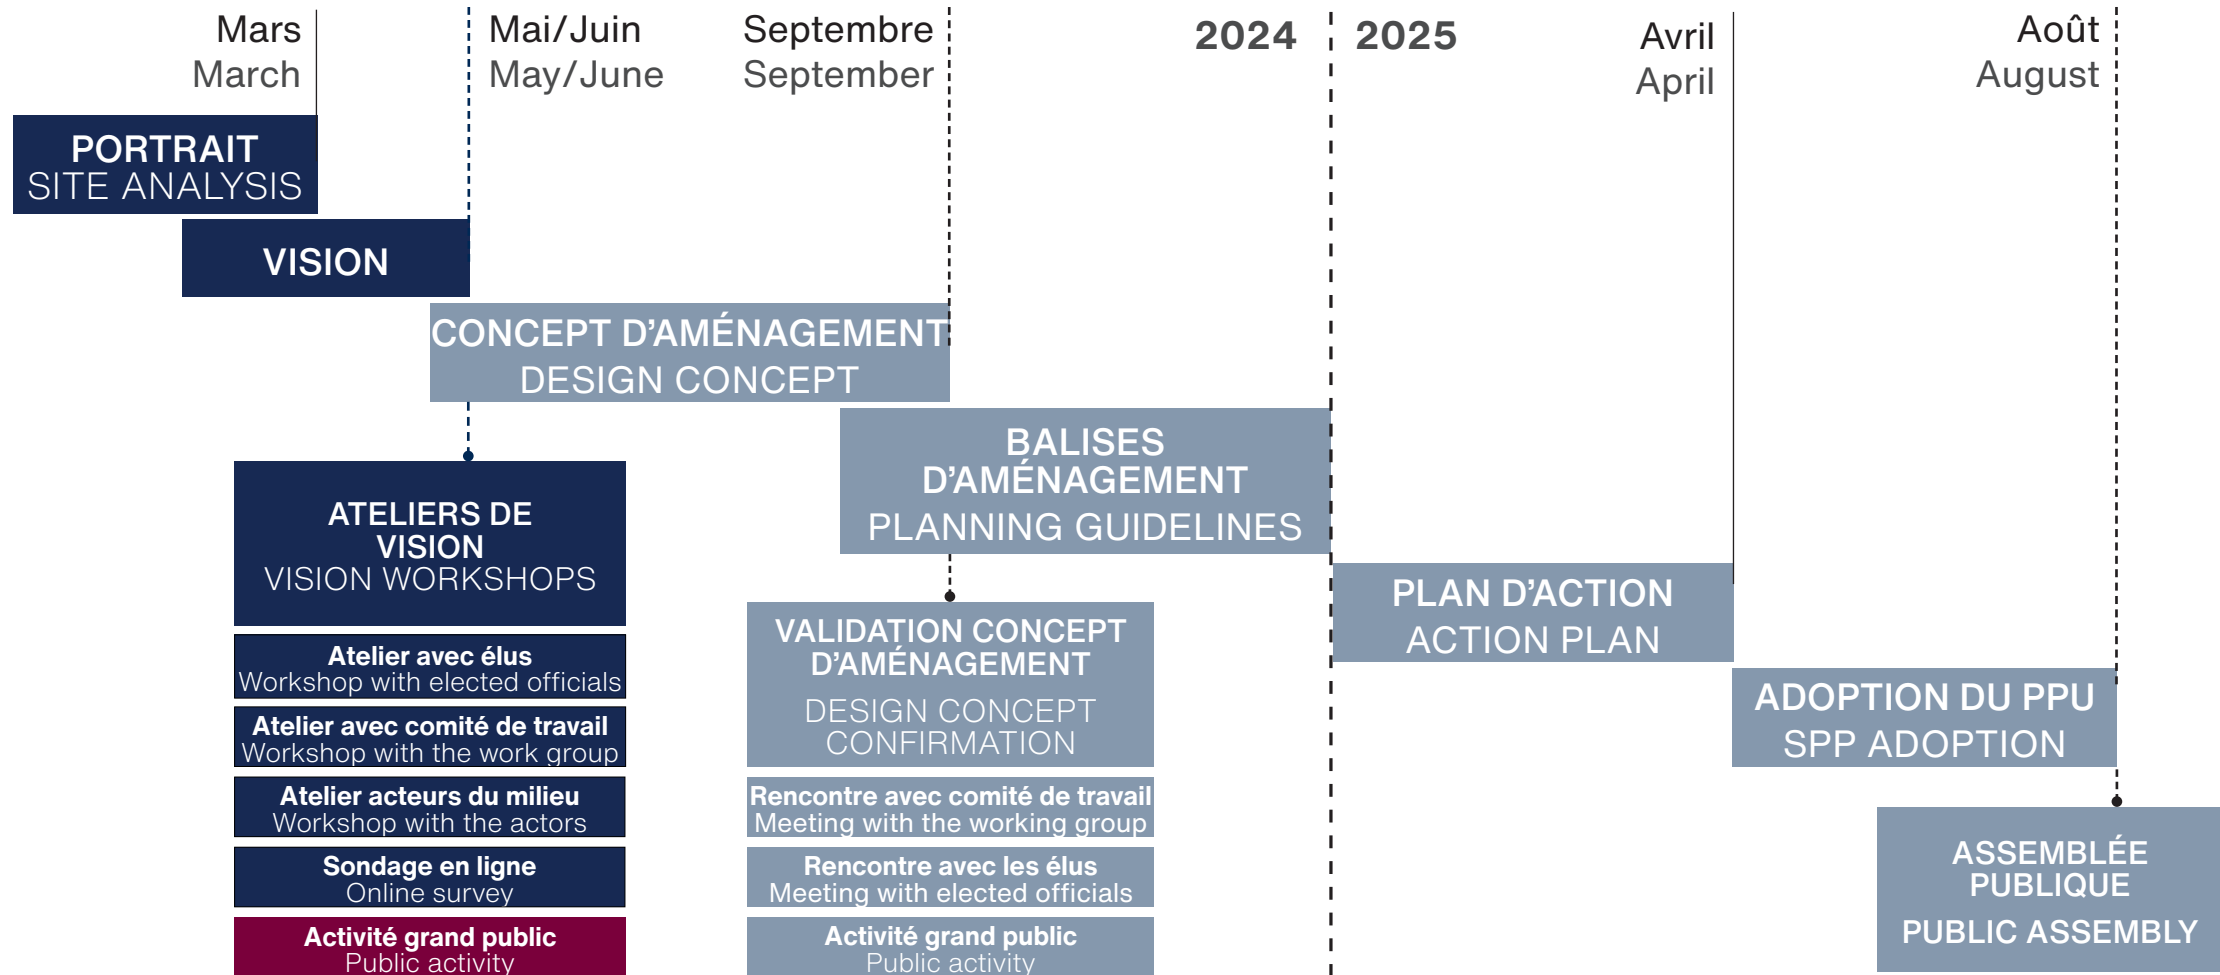 Mars
March
Mai/Juin
May/June
Septembre
September
2024
2025
Avril
April
Août
August
PORTRAIT
SITE ANALYSIS
VISION
CONCEPT D'AMÉNAGEMENT
DESIGN CONCEPT
BALISES
D'AMÉNAGEMENT
PLANNING GUIDELINES
PLAN D'ACTION
ACTION PLAN
ADOPTION DU PPU
SPP ADOPTION
ATELIERS DE
VISION
VISION WORKSHOPS
Atelier avec élus
Workshop with elected officials
Atelier avec comité de travail
Workshop with the work group
Atelier acteurs du milieu
Workshop with the actors
Sondage en ligne
Online survey
Activité grand public
Public activity
VALIDATION CONCEPT
D'AMÉNAGEMENT
DESIGN CONCEPT
CONFIRMATION
Rencontre avec comité de travail
Meeting with the working group
Rencontre avec les élus
Meeting with elected officials
Activité grand public
Public activity
ASSEMBLÉE
PUBLIQUE
PUBLIC ASSEMBLY